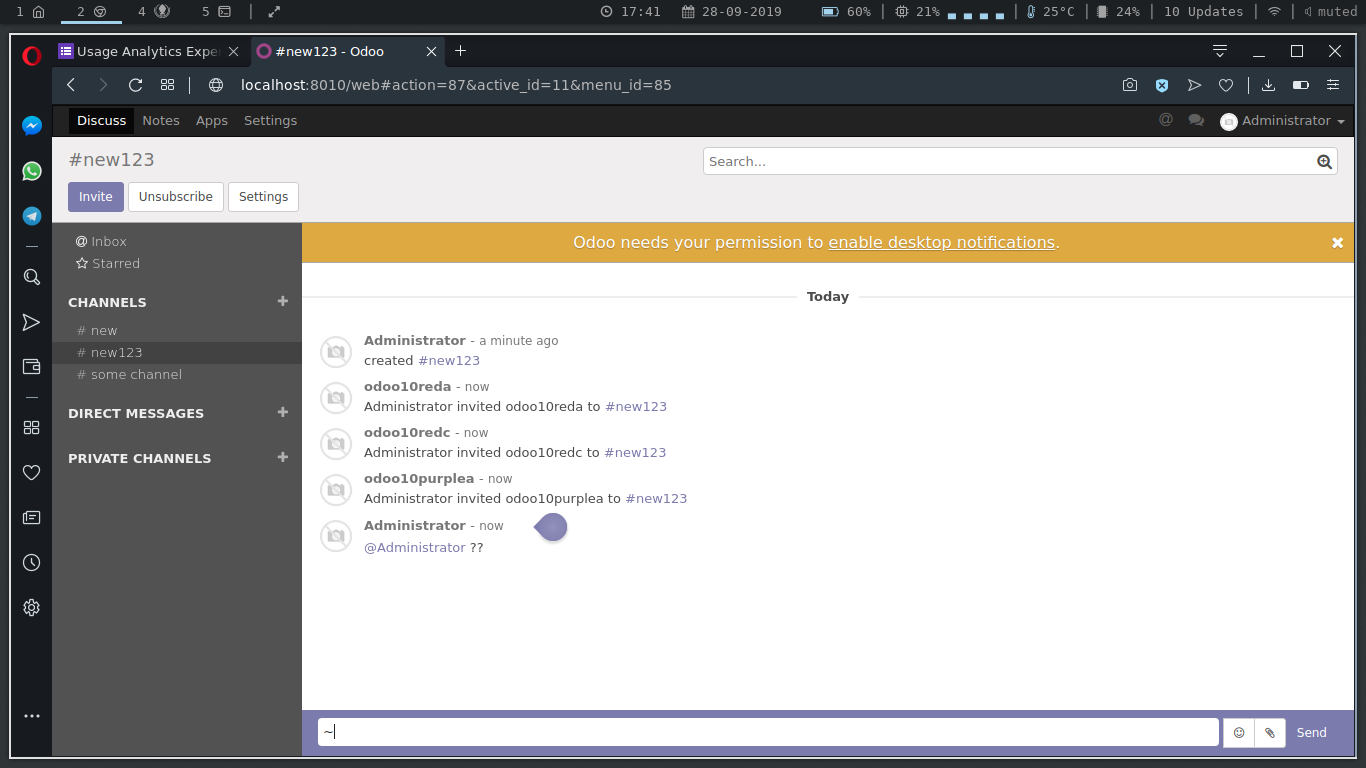 1 2 4 5 17:41 28-09-2019 60% 21% 25°C 24% 10 Updates muted
Usage Analytics Expe #new123 - Odoo
localhost:8010/web#action=87&active_id=11&menu_id=85
Discuss Notes Apps Settings @ Administrator
#new123
Search...
Invite Unsubscribe Settings
Odoo needs your permission to enable desktop notifications.
@ Inbox
Starred
CHANNELS +
# new
# new123
# some channel
DIRECT MESSAGES +
PRIVATE CHANNELS +
Today
Administrator - a minute ago
created #new123
odoo10reda - now
Administrator invited odoo10reda to #new123
odoo10redc - now
Administrator invited odoo10redc to #new123
odoo10purplea - now
Administrator invited odoo10purplea to #new123
Administrator - now
@Administrator ??
~
Send